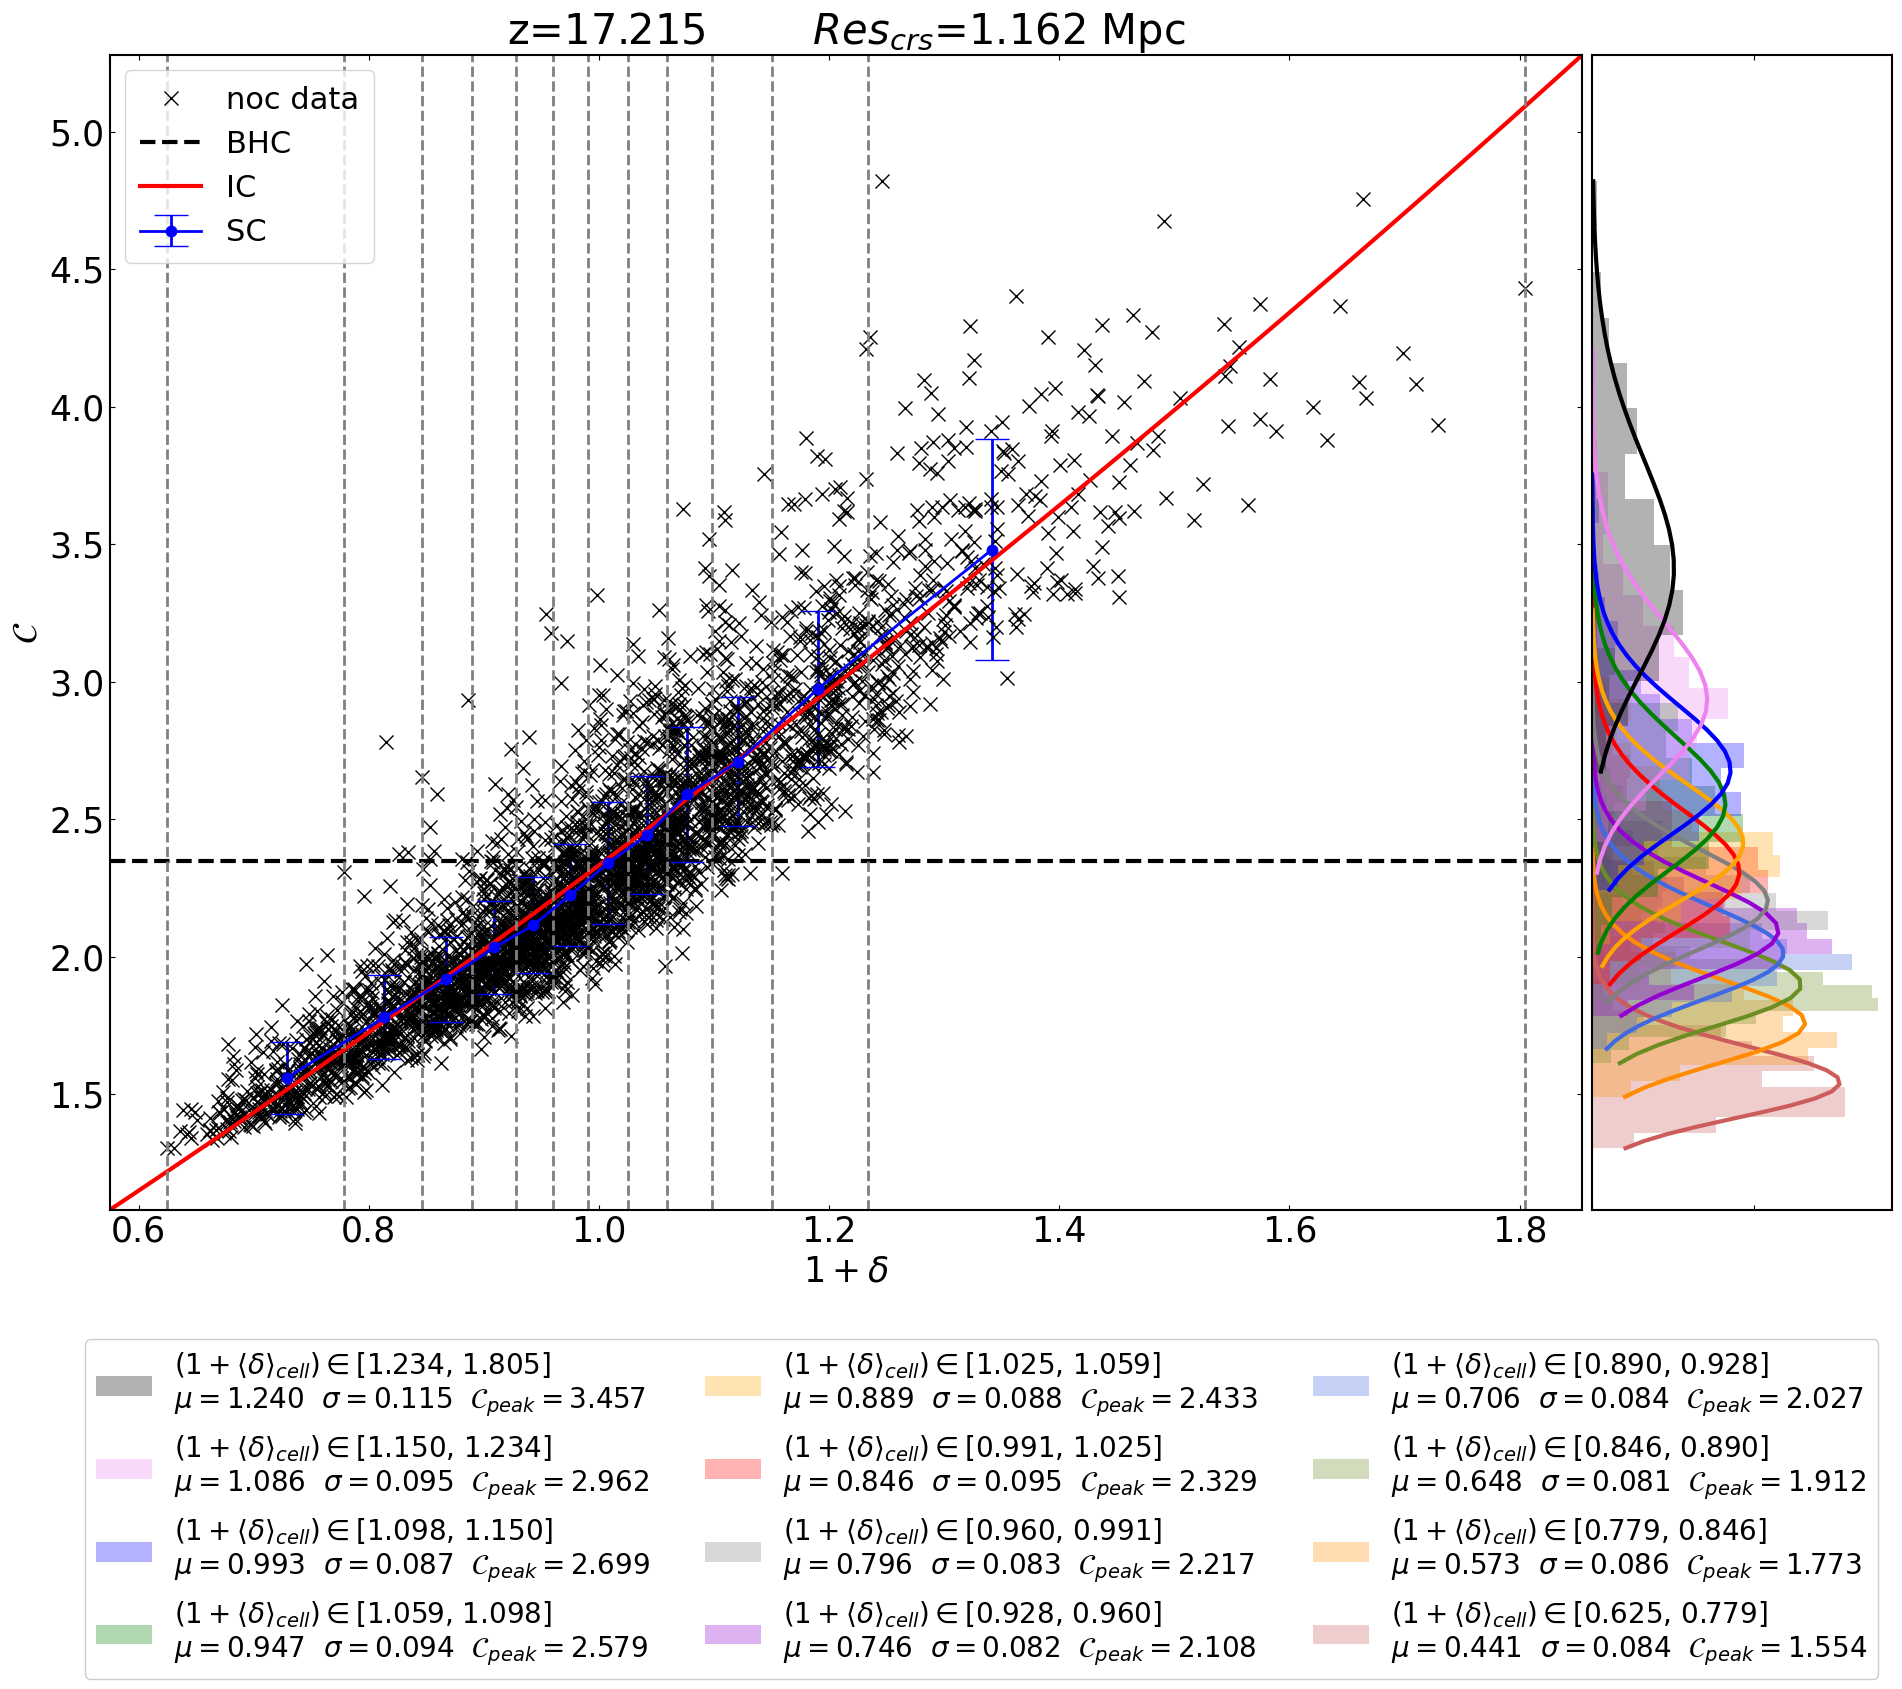 z=17.215 Res_crs=1.162 Mpc
noc data
BHC
IC
SC
5.0
4.5
4.0
3.5
3.0
2.5
2.0
1.5
𝒞
0.6 0.8 1.0 1.2 1.4 1.6 1.8
1 + δ
(1 + ⟨δ⟩_cell) ∈ [1.234, 1.805]
μ = 1.240 σ = 0.115 𝒞_peak = 3.457
(1 + ⟨δ⟩_cell) ∈ [1.150, 1.234]
μ = 1.086 σ = 0.095 𝒞_peak = 2.962
(1 + ⟨δ⟩_cell) ∈ [1.098, 1.150]
μ = 0.993 σ = 0.087 𝒞_peak = 2.699
(1 + ⟨δ⟩_cell) ∈ [1.059, 1.098]
μ = 0.947 σ = 0.094 𝒞_peak = 2.579
(1 + ⟨δ⟩_cell) ∈ [1.025, 1.059]
μ = 0.889 σ = 0.088 𝒞_peak = 2.433
(1 + ⟨δ⟩_cell) ∈ [0.991, 1.025]
μ = 0.846 σ = 0.095 𝒞_peak = 2.329
(1 + ⟨δ⟩_cell) ∈ [0.960, 0.991]
μ = 0.796 σ = 0.083 𝒞_peak = 2.217
(1 + ⟨δ⟩_cell) ∈ [0.928, 0.960]
μ = 0.746 σ = 0.082 𝒞_peak = 2.108
(1 + ⟨δ⟩_cell) ∈ [0.890, 0.928]
μ = 0.706 σ = 0.084 𝒞_peak = 2.027
(1 + ⟨δ⟩_cell) ∈ [0.846, 0.890]
μ = 0.648 σ = 0.081 𝒞_peak = 1.912
(1 + ⟨δ⟩_cell) ∈ [0.779, 0.846]
μ = 0.573 σ = 0.086 𝒞_peak = 1.773
(1 + ⟨δ⟩_cell) ∈ [0.625, 0.779]
μ = 0.441 σ = 0.084 𝒞_peak = 1.554